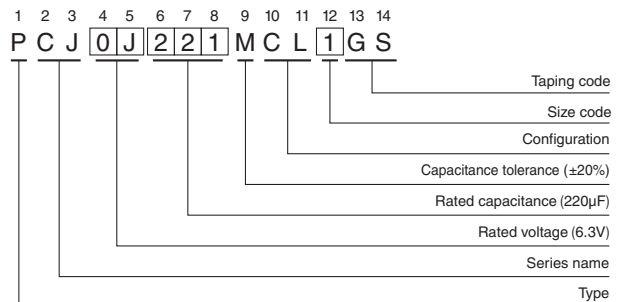 1 2 3 4 5 6 7 8 9 10 11 12 13 14
P C J 0 J 2 2 1 M C L 1 G S
Taping code
Size code
Configuration
Capacitance tolerance (±20%)
Rated capacitance (220μF)
Rated voltage (6.3V)
Series name
Type